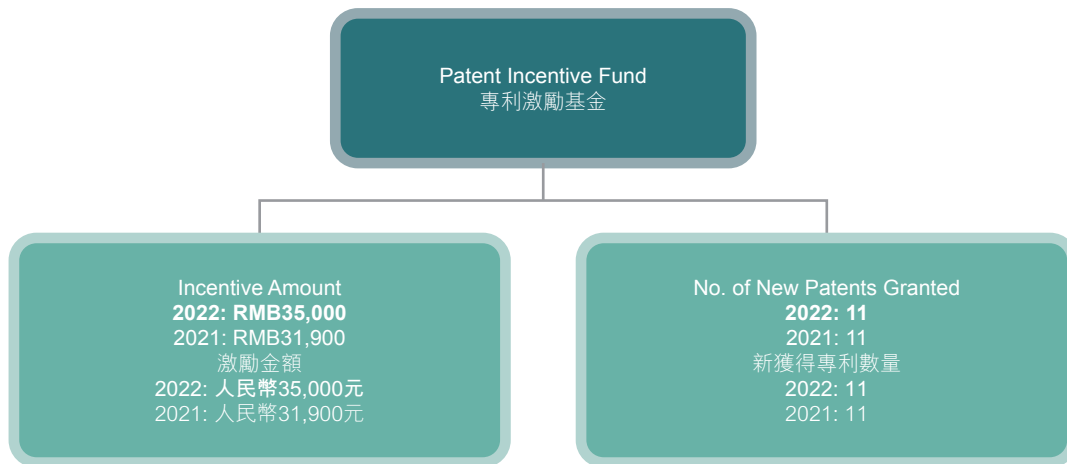 Patent Incentive Fund
專利激勵基金
Incentive Amount
2022: RMB35,000
2021: RMB31,900
激勵金額
2022: 人民幣35,000元
2021: 人民幣31,900元
No. of New Patents Granted
2022: 11
2021: 11
新獲得專利數量
2022: 11
2021: 11